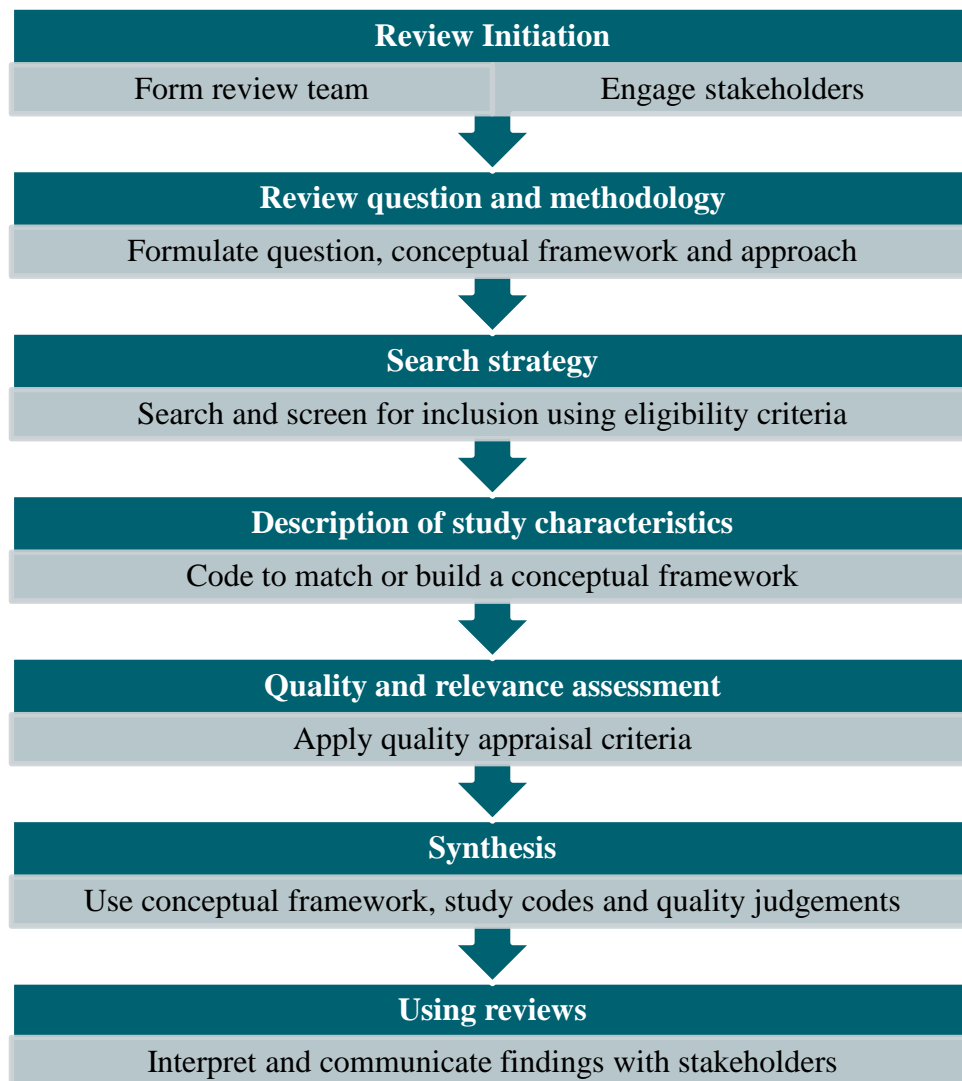 Review Initiation
Form review team
Engage stakeholders
Review question and methodology
Formulate question, conceptual framework and approach
Search strategy
Search and screen for inclusion using eligibility criteria
Description of study characteristics
Code to match or build a conceptual framework
Quality and relevance assessment
Apply quality appraisal criteria
Synthesis
Use conceptual framework, study codes and quality judgements
Using reviews
Interpret and communicate findings with stakeholders